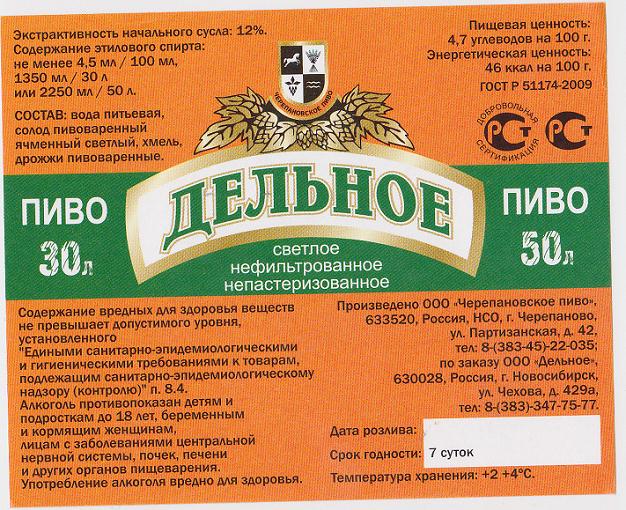 Экстрактивность начального сусла: 12%.
Содержание этилового спирта:
не менее 4,5 мл / 100 мл,
1350 мл / 30 л
или 2250 мл / 50 л.
СОСТАВ: вода питьевая,
солод пивоваренный
ячменный светлый, хмель,
дрожжи пивоваренные.
ЧЕРЕПАНОВСКОЕ ПИВО
Пищевая ценность:
4,7 углеводов на 100 г.
Энергетическая ценность:
46 ккал на 100 г.
ГОСТ Р 51174-2009
ДОБРОВОЛЬНАЯ
СЕРТИФИКАЦИЯ
РСТ
РСТ
ПИВО
30л
ДЕЛЬНОЕ
светлое
нефильтрованное
непастеризованное
ПИВО
50л
Содержание вредных для здоровья веществ
не превышает допустимого уровня,
установленного
"Едиными санитарно-эпидемиологическими
и гигиеническими требованиями к товарам,
подлежащим санитарно-эпидемиологическому
надзору (контролю)" п. 8.4.
Алкоголь противопоказан детям и
подросткам до 18 лет, беременным
и кормящим женщинам,
лицам с заболеваниями центральной
нервной системы, почек, печени
и других органов пищеварения.
Употребление алкоголя вредно для здоровья.
Произведено ООО «Черепановское пиво»,
633520, Россия, НСО, г. Черепаново,
ул. Партизанская, д. 42,
тел: 8-(383-45)-22-035;
по заказу ООО «Дельное»,
630028, Россия, г. Новосибирск,
ул. Чехова, д. 429а,
тел: 8-(383)-347-75-77.
Дата розлива:
Срок годности: 7 суток
Температура хранения: +2 +4°С.